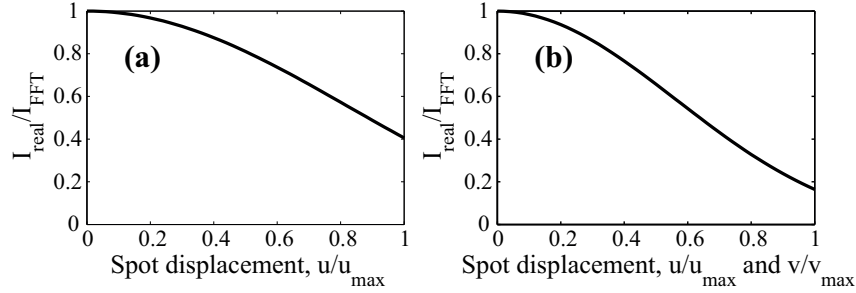 (a)
I_real/I_FFT
1
0.8
0.6
0.4
0.2
0
0 0.2 0.4 0.6 0.8 1
Spot displacement, u/u_max
(b)
I_real/I_FFT
1
0.8
0.6
0.4
0.2
0
0 0.2 0.4 0.6 0.8 1
Spot displacement, u/u_max and v/v_max